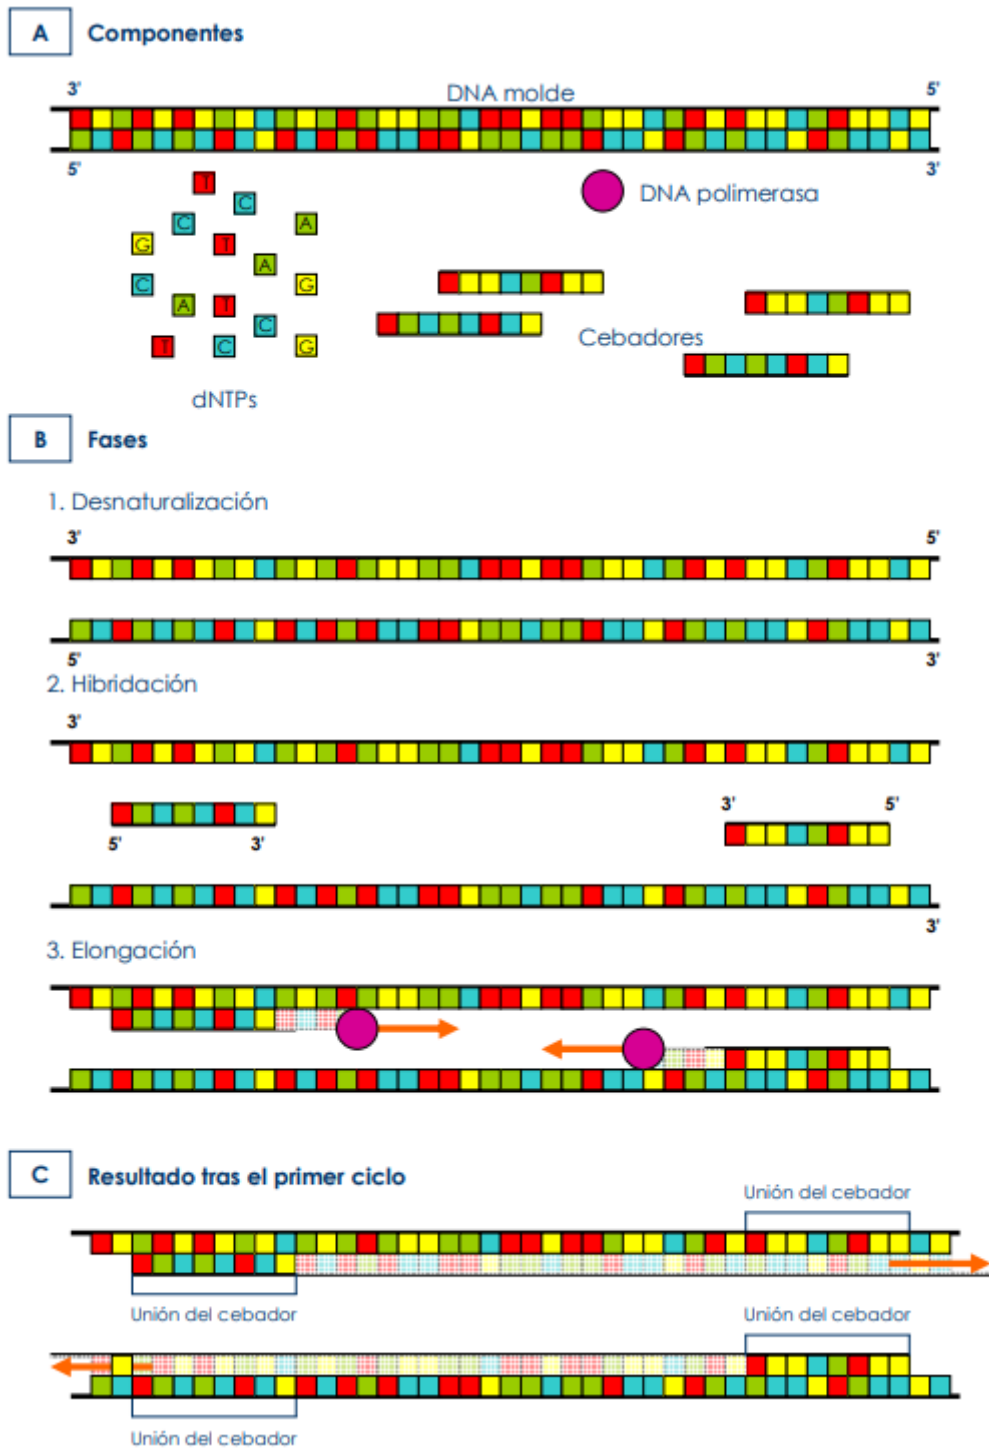 A Componentes
3' DNA molde 5'
5' 3'
T
C
C A
G T
A
C G
A T
C
T C G
DNA polimerasa
Cebadores
dNTPs
B Fases
1. Desnaturalización
3' 5'
5' 3'
2. Hibridación
3'
3' 5'
5' 3'
3'
3. Elongación
C Resultado tras el primer ciclo
Unión del cebador
Unión del cebador
Unión del cebador
Unión del cebador